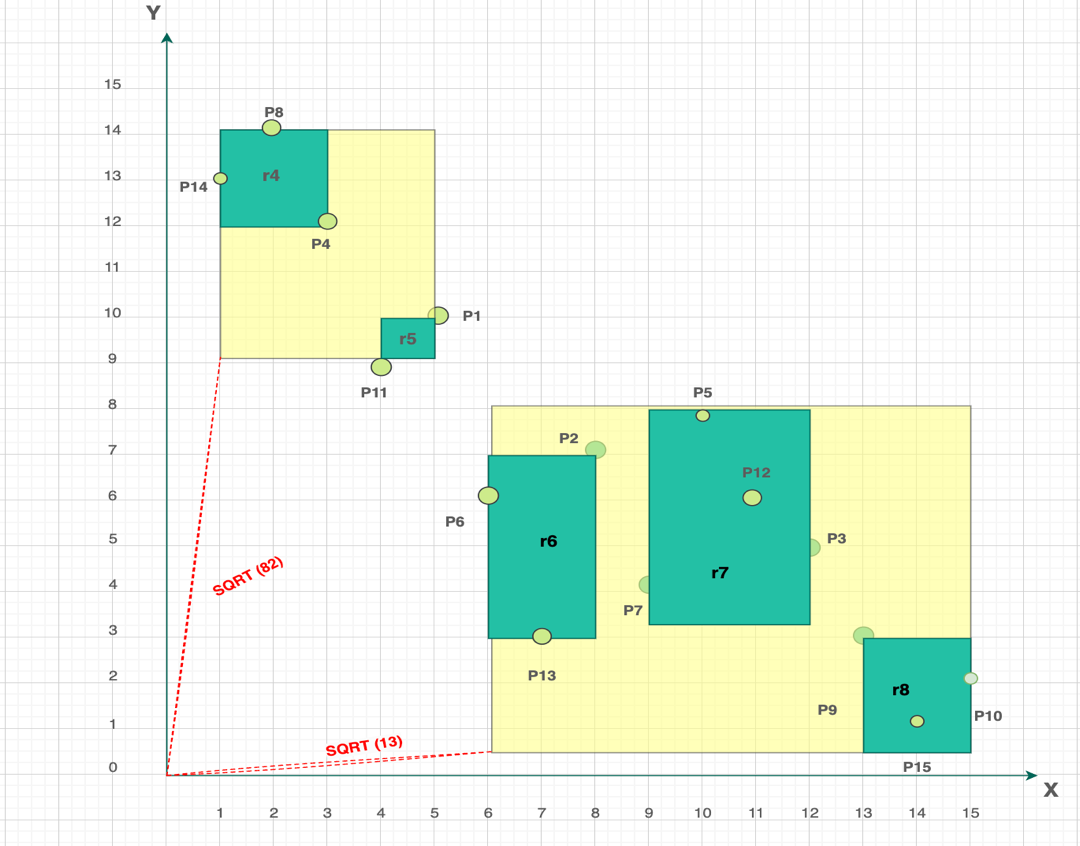 Y
15
P8
14
P14
r4
13
12
P4
11
10
P1
r5
9
P11
8
P5
P2
7
P12
6
P6
r6
5
P3
SQRT (82)
r7
4
P7
3
P13
2
r8
P9
P10
1
SQRT (13)
0
P15
X
1 2 3 4 5 6 7 8 9 10 11 12 13 14 15